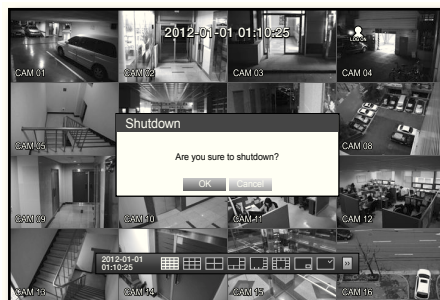 2012-01-01 01:10:25
LOG ON
CAM 01
CAM 02
CAM 03
CAM 04
CAM 05
CAM 08
Shutdown
Are you sure to shutdown?
OK
Cancel
CAM 09
CAM 10
CAM 11
CAM 12
2012-01-01
01:10:25
CAM 13
CAM 14
CAM 15
CAM 16